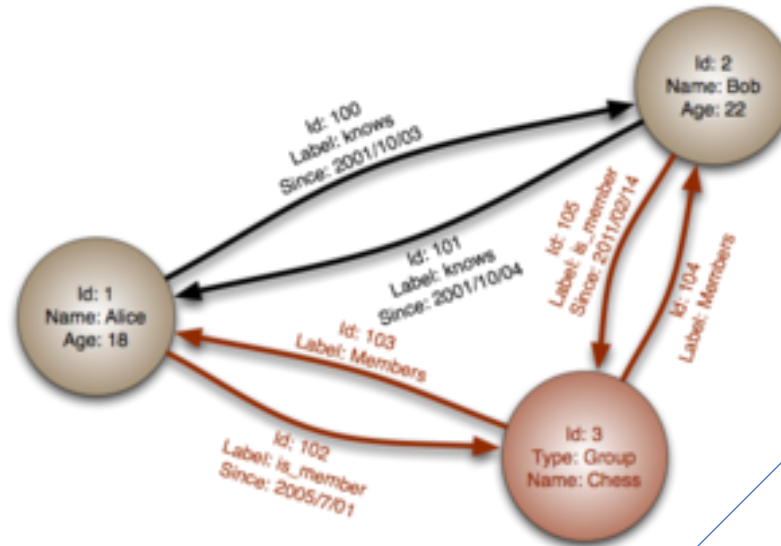 Id: 2
Name: Bob
Age: 22
Id: 100
Label: knows
Since: 2001/10/03
Id: 101
Label: knows
Since: 2001/10/04
Id: 105
Label: is_member
Since: 2011/02/14
Id: 104
Label: Members
Id: 1
Name: Alice
Age: 18
Id: 103
Label: Members
Id: 102
Label: is_member
Since: 2005/7/01
Id: 3
Type: Group
Name: Chess